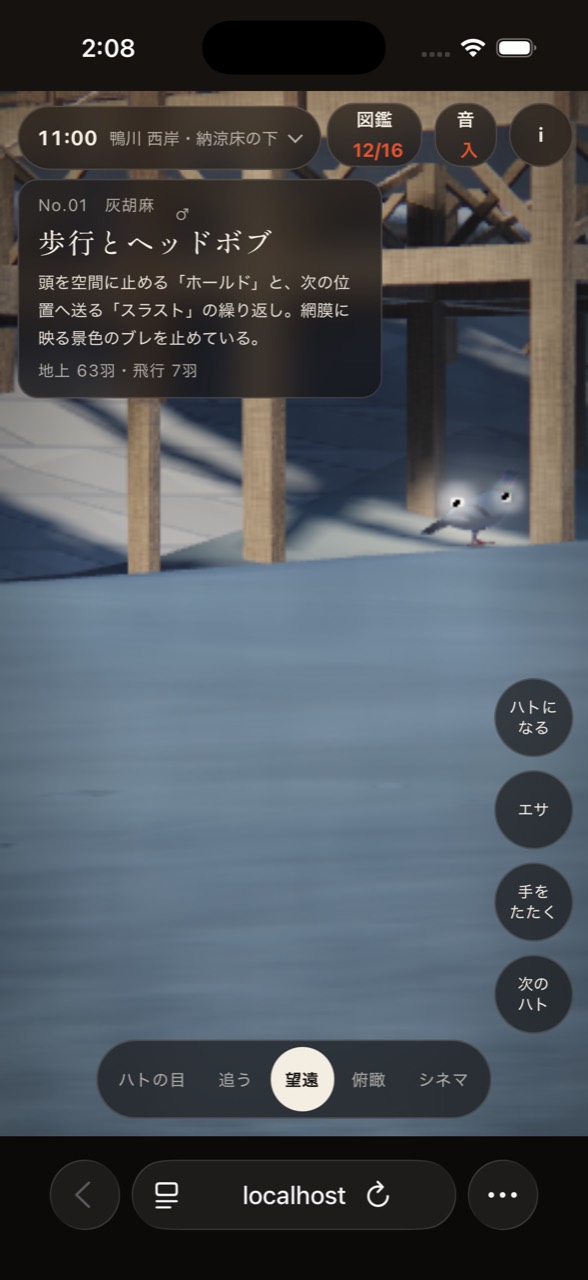 2:08
11:00 鴨川 西岸・納涼床の下
図鑑
12/16
音
入
i
No.01 灰胡麻 ♂
歩行とヘッドボブ
頭を空間に止める「ホールド」と、次の位
置へ送る「スラスト」の繰り返し。網膜に
映る景色のブレを止めている。
地上 63羽・飛行 7羽
ハトに
なる
エサ
手を
たたく
次の
ハト
ハトの目 追う 望遠 俯瞰 シネマ
localhost